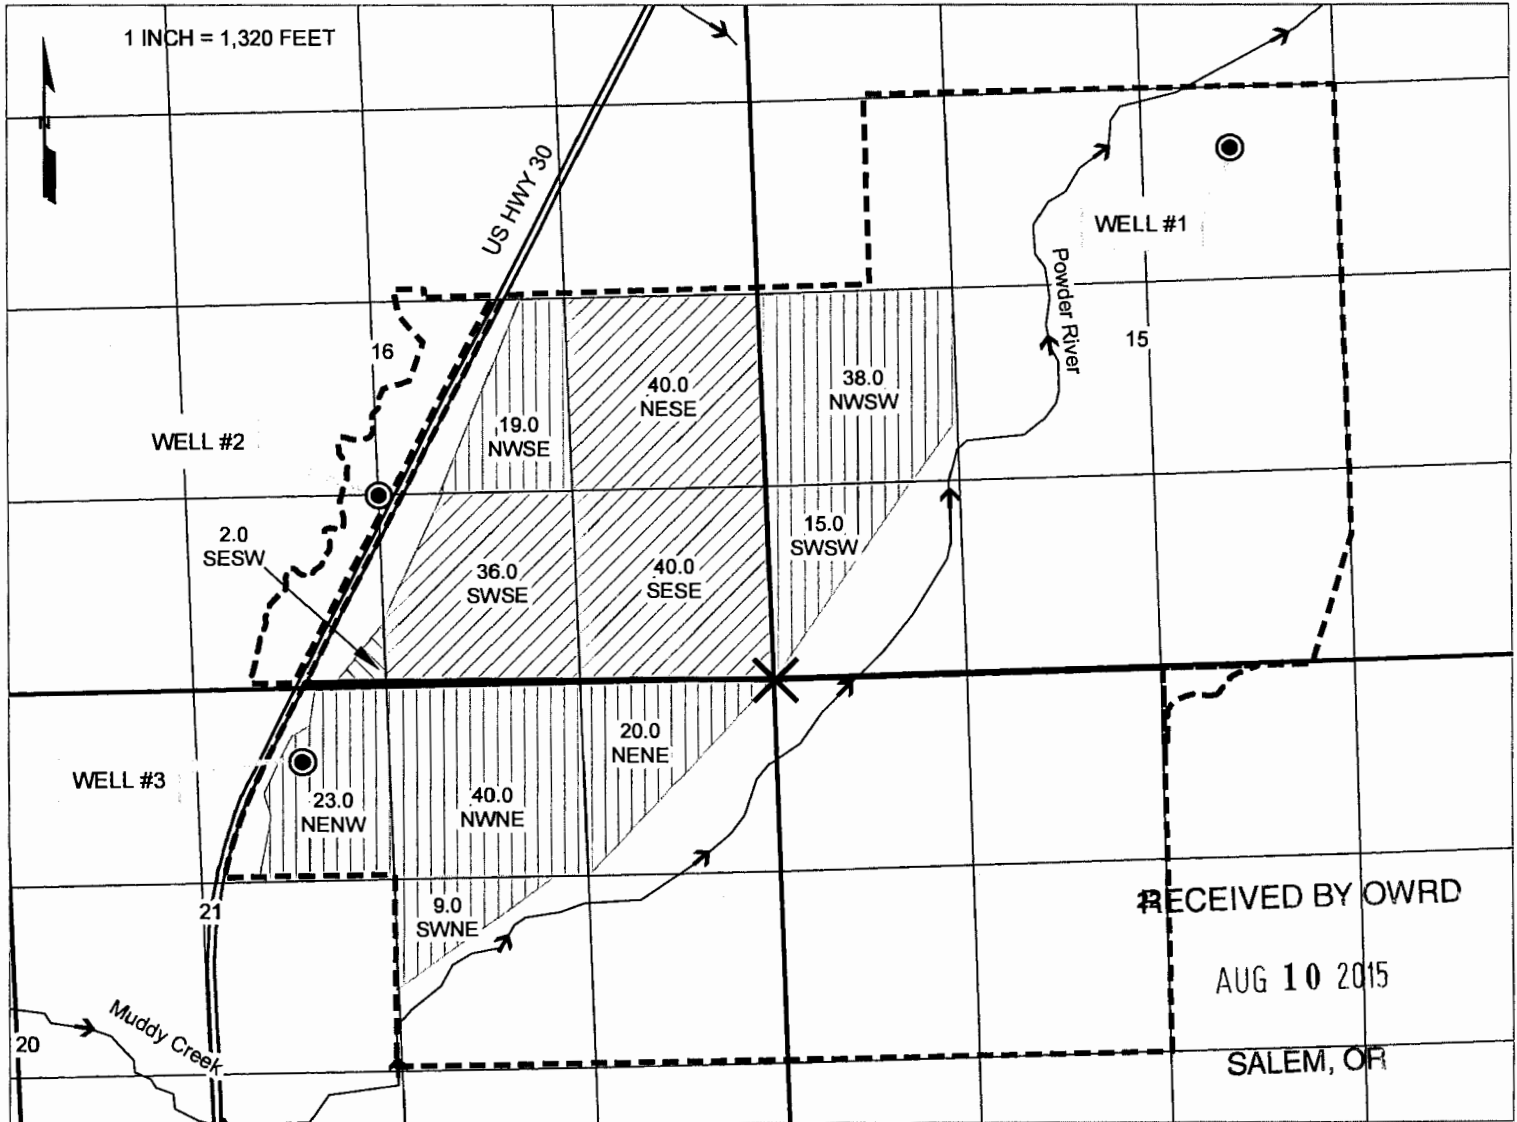 1 INCH = 1,320 FEET
US HWY 30
WELL #1
Powder River
16
15
40.0
NESE
38.0
NWSW
19.0
NWSE
WELL #2
2.0
SESW
15.0
SWSW
36.0
SWSE
40.0
SESE
20.0
NENE
WELL #3
23.0
NENW
40.0
NWNE
9.0
SWNE
21
22
RECEIVED BY OWRD
AUG 10 2015
SALEM, OR
Muddy Creek
20